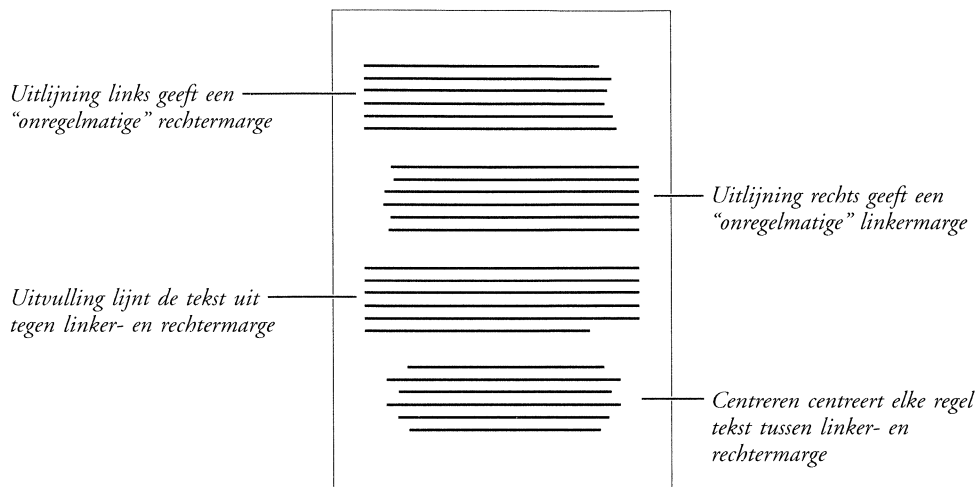 Uitlijning links geeft een
“onregelmatige” rechtermarge
Uitlijning rechts geeft een
“onregelmatige” linkermarge
Uitvulling lijnt de tekst uit
tegen linker- en rechtermarge
Centreren centreert elke regel
tekst tussen linker- en
rechtermarge